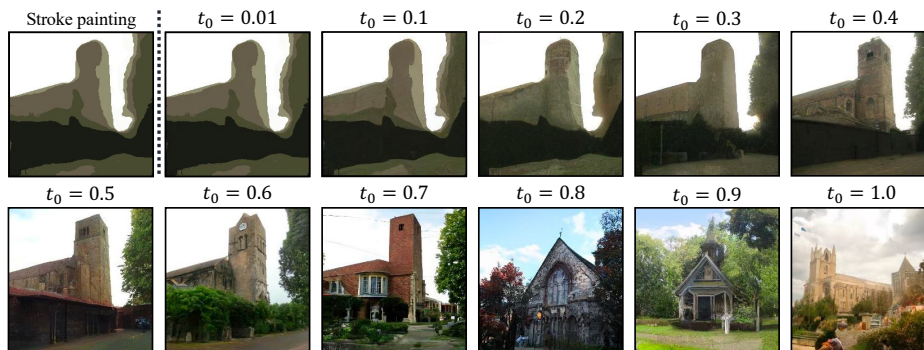 Stroke painting
t₀ = 0.01
t₀ = 0.1
t₀ = 0.2
t₀ = 0.3
t₀ = 0.4
t₀ = 0.5
t₀ = 0.6
t₀ = 0.7
t₀ = 0.8
t₀ = 0.9
t₀ = 1.0